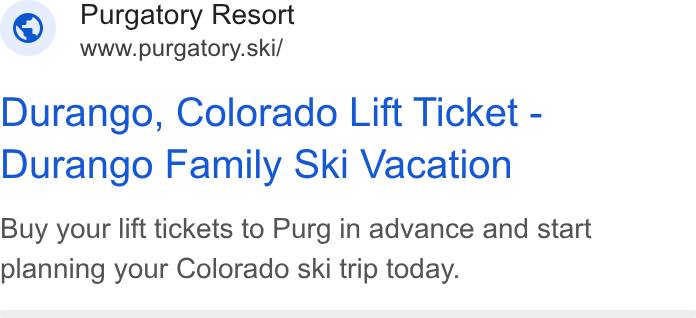 Purgatory Resort
www.purgatory.ski/
Durango, Colorado Lift Ticket -
Durango Family Ski Vacation
Buy your lift tickets to Purg in advance and start
planning your Colorado ski trip today.